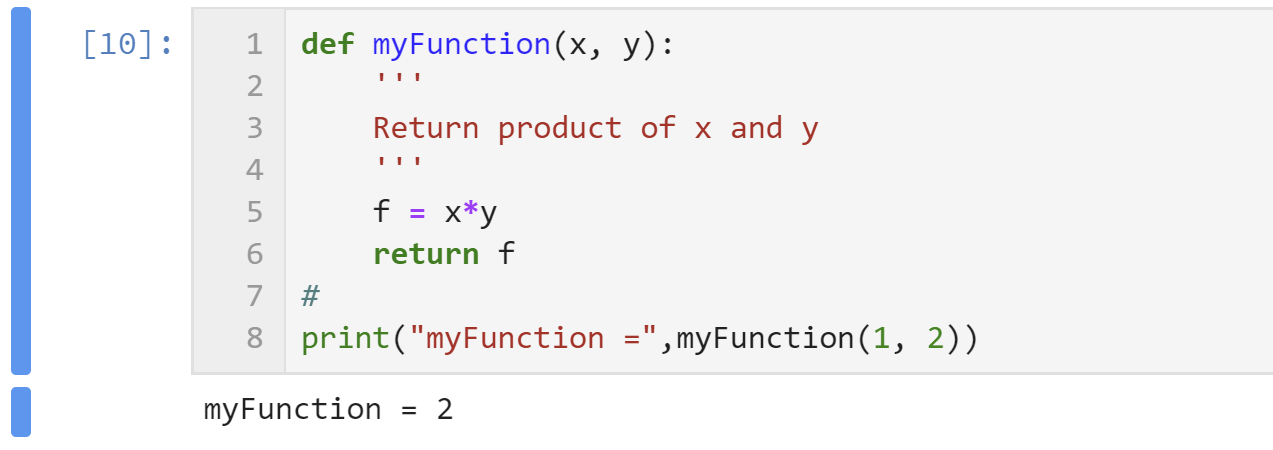 [10]: 1 def myFunction(x, y):
2     '''
3     Return product of x and y
4     '''
5     f = x*y
6     return f
7 #
8 print("myFunction =",myFunction(1, 2))
myFunction = 2